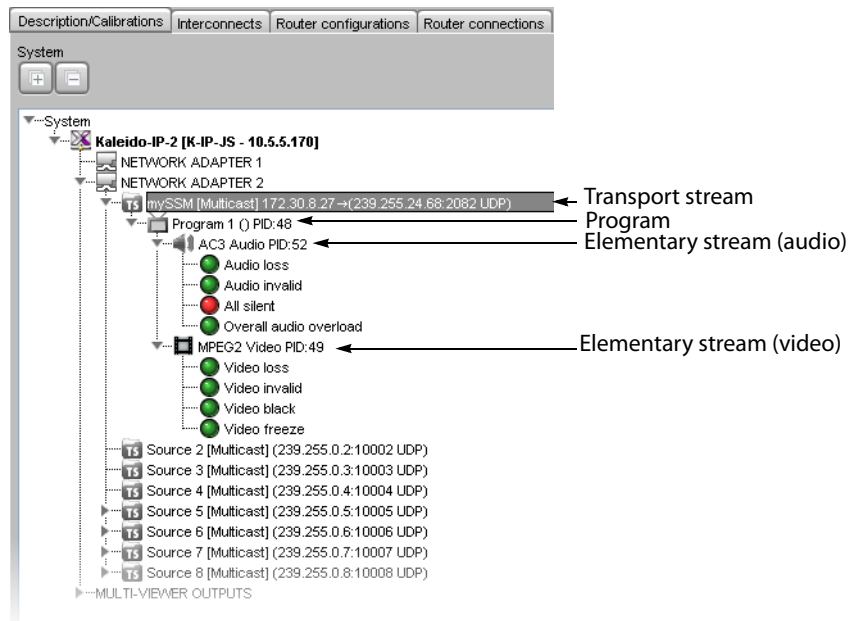 Description/Calibrations Interconnects Router configurations Router connections
System
System
Kaleido-IP-2 [K-IP-JS - 10.5.5.170]
NETWORK ADAPTER 1
NETWORK ADAPTER 2
TS mySSM [Multicast] 172.30.8.27→(239.255.24.68:2082 UDP) Transport stream
Program 1 () PID:48 Program
AC3 Audio PID:52 Elementary stream (audio)
Audio loss
Audio invalid
All silent
Overall audio overload
MPEG2 Video PID:49 Elementary stream (video)
Video loss
Video invalid
Video black
Video freeze
TS Source 2 [Multicast] (239.255.0.2:10002 UDP)
TS Source 3 [Multicast] (239.255.0.3:10003 UDP)
TS Source 4 [Multicast] (239.255.0.4:10004 UDP)
TS Source 5 [Multicast] (239.255.0.5:10005 UDP)
TS Source 6 [Multicast] (239.255.0.6:10006 UDP)
TS Source 7 [Multicast] (239.255.0.7:10007 UDP)
TS Source 8 [Multicast] (239.255.0.8:10008 UDP)
MULTI-VIEWER OUTPUTS